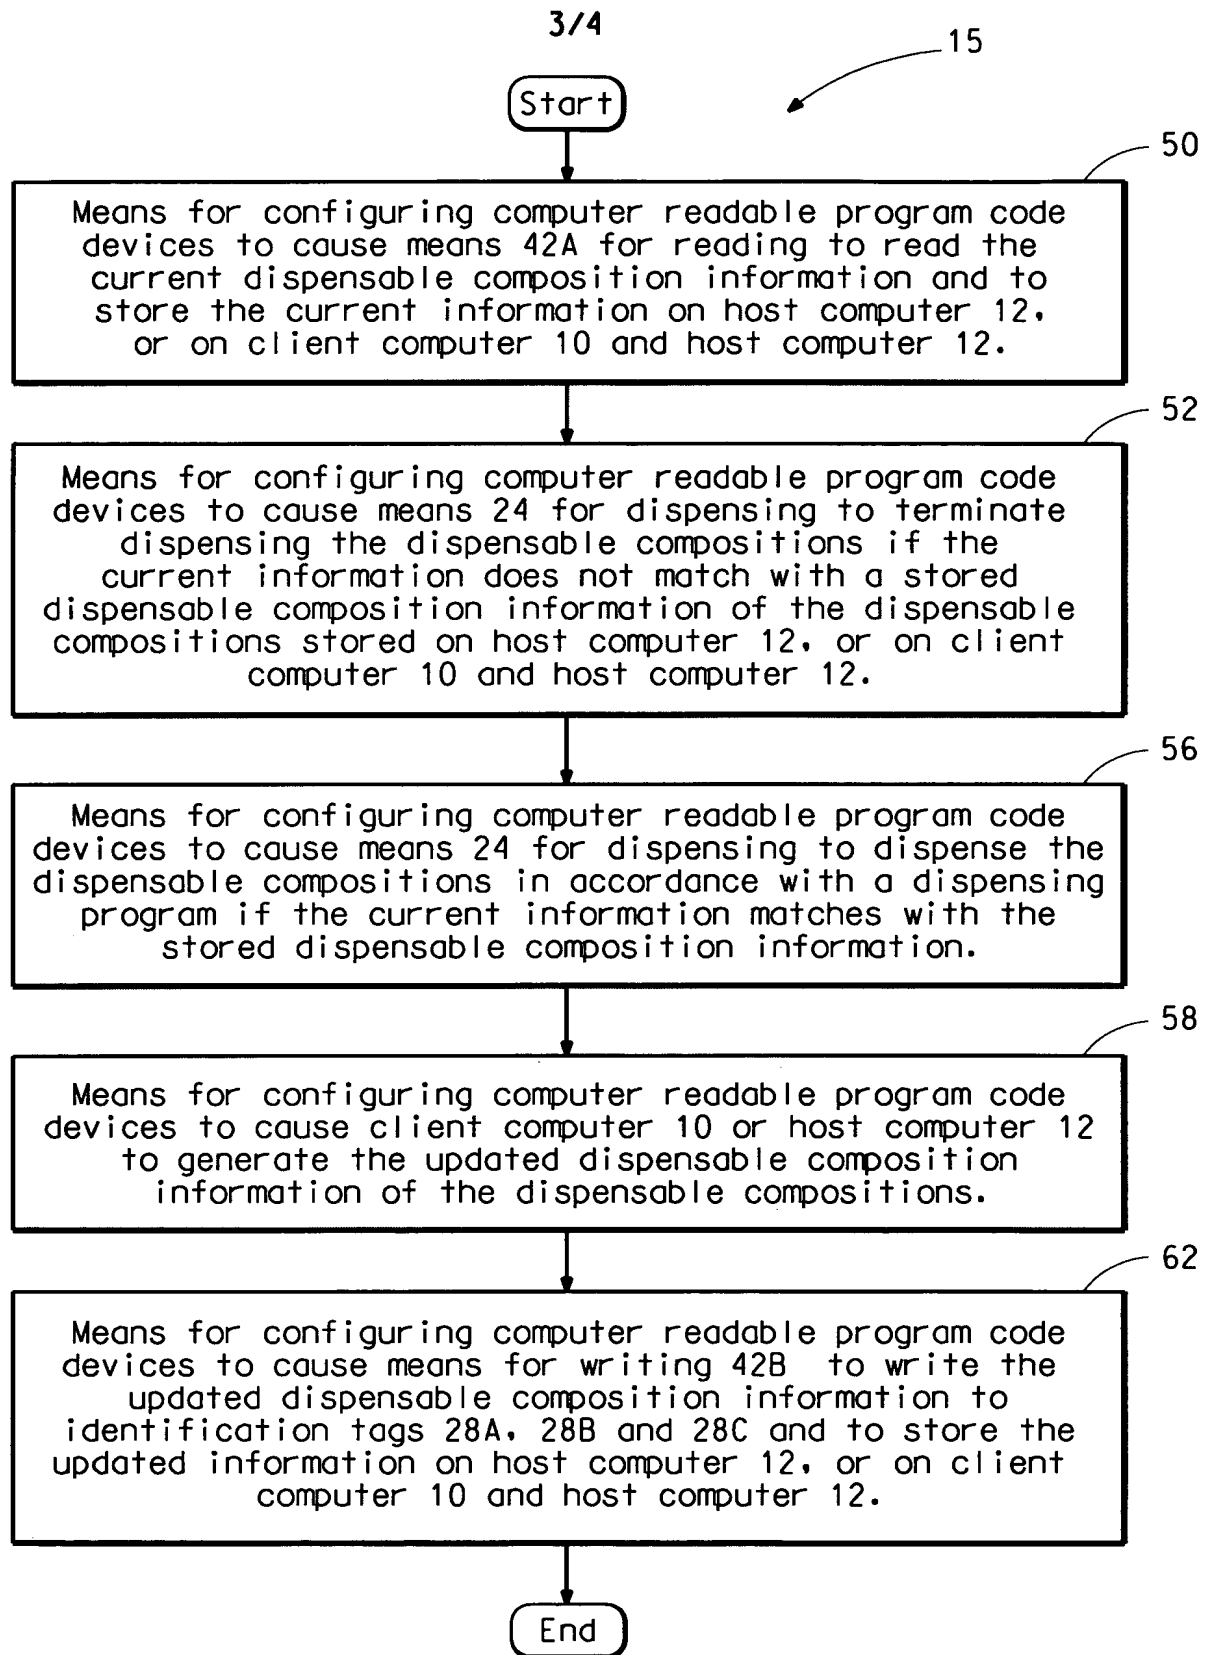 3/4
15
Start
50
Means for configuring computer readable program code
devices to cause means 42A for reading to read the
current dispensable composition information and to
store the current information on host computer 12,
or on client computer 10 and host computer 12.
52
Means for configuring computer readable program code
devices to cause means 24 for dispensing to terminate
dispensing the dispensable compositions if the
current information does not match with a stored
dispensable composition information of the dispensable
compositions stored on host computer 12, or on client
computer 10 and host computer 12.
56
Means for configuring computer readable program code
devices to cause means 24 for dispensing to dispense the
dispensable compositions in accordance with a dispensing
program if the current information matches with the
stored dispensable composition information.
58
Means for configuring computer readable program code
devices to cause client computer 10 or host computer 12
to generate the updated dispensable composition
information of the dispensable compositions.
62
Means for configuring computer readable program code
devices to cause means for writing 42B to write the
updated dispensable composition information to
identification tags 28A, 28B and 28C and to store the
updated information on host computer 12, or on client
computer 10 and host computer 12.
End